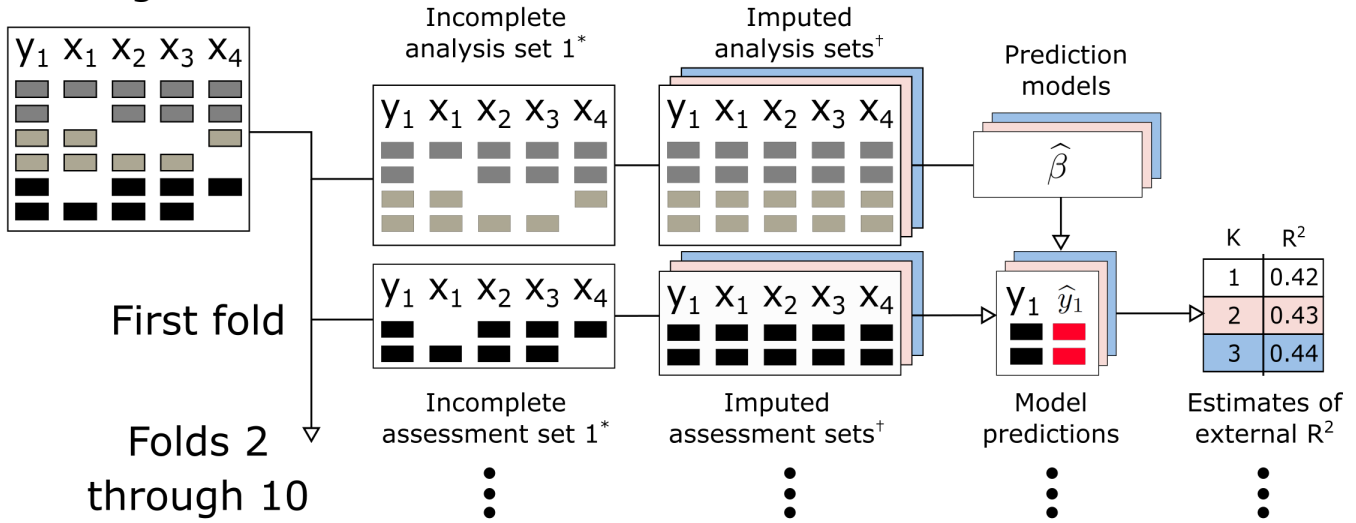 y₁ x₁ x₂ x₃ x₄
Incomplete
analysis set 1*
y₁ x₁ x₂ x₃ x₄
Imputed
analysis sets†
y₁ x₁ x₂ x₃ x₄
Prediction
models
β̂
First fold
y₁ x₁ x₂ x₃ x₄
Incomplete
assessment set 1*
y₁ x₁ x₂ x₃ x₄
Imputed
assessment sets†
y₁ ŷ₁
Model
predictions
K R²
1 0.42
2 0.43
3 0.44
Estimates of
external R²
Folds 2
through 10